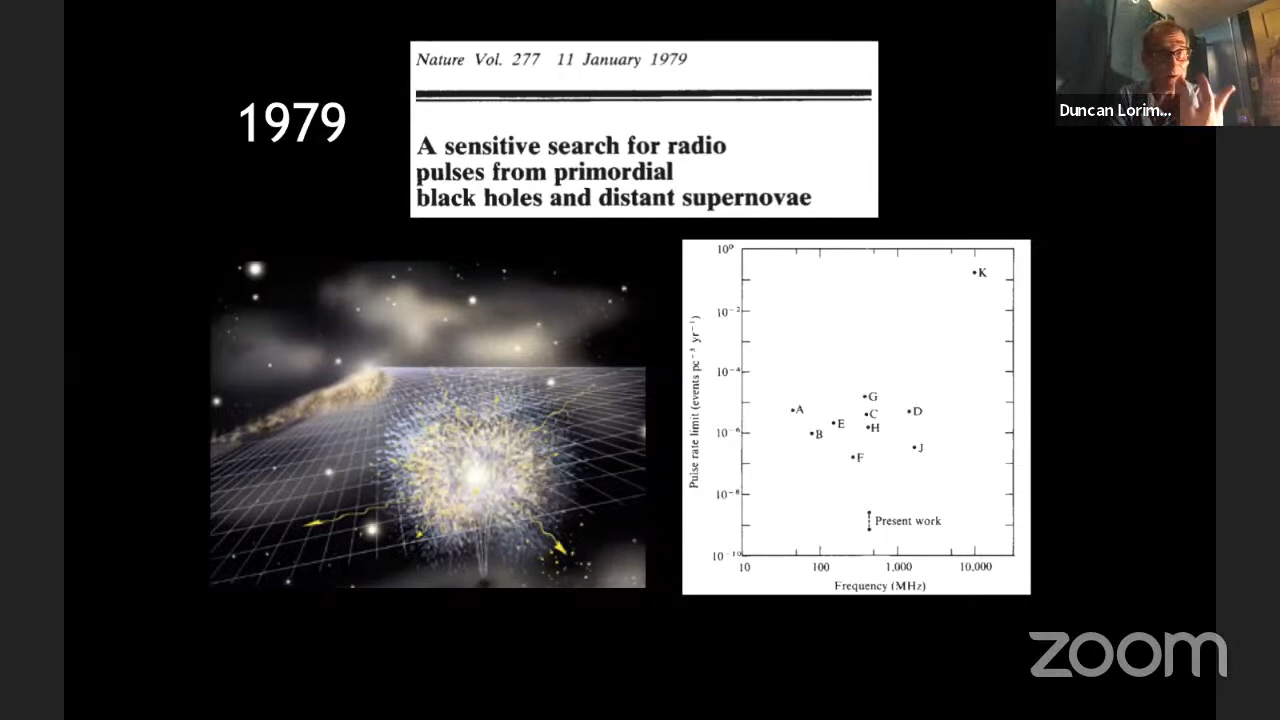 1979
Nature Vol. 277 11 January 1979
A sensitive search for radio
pulses from primordial
black holes and distant supernovae
Duncan Lorim...
Pulse rate limit (events pc⁻³ yr⁻¹)
10⁰
10⁻²
10⁻⁴
10⁻⁶
10⁻⁸
10⁻¹⁰
K
G
A
C
D
E
H
B
J
F
Present work
10
100
1,000
10,000
Frequency (MHz)
zoom